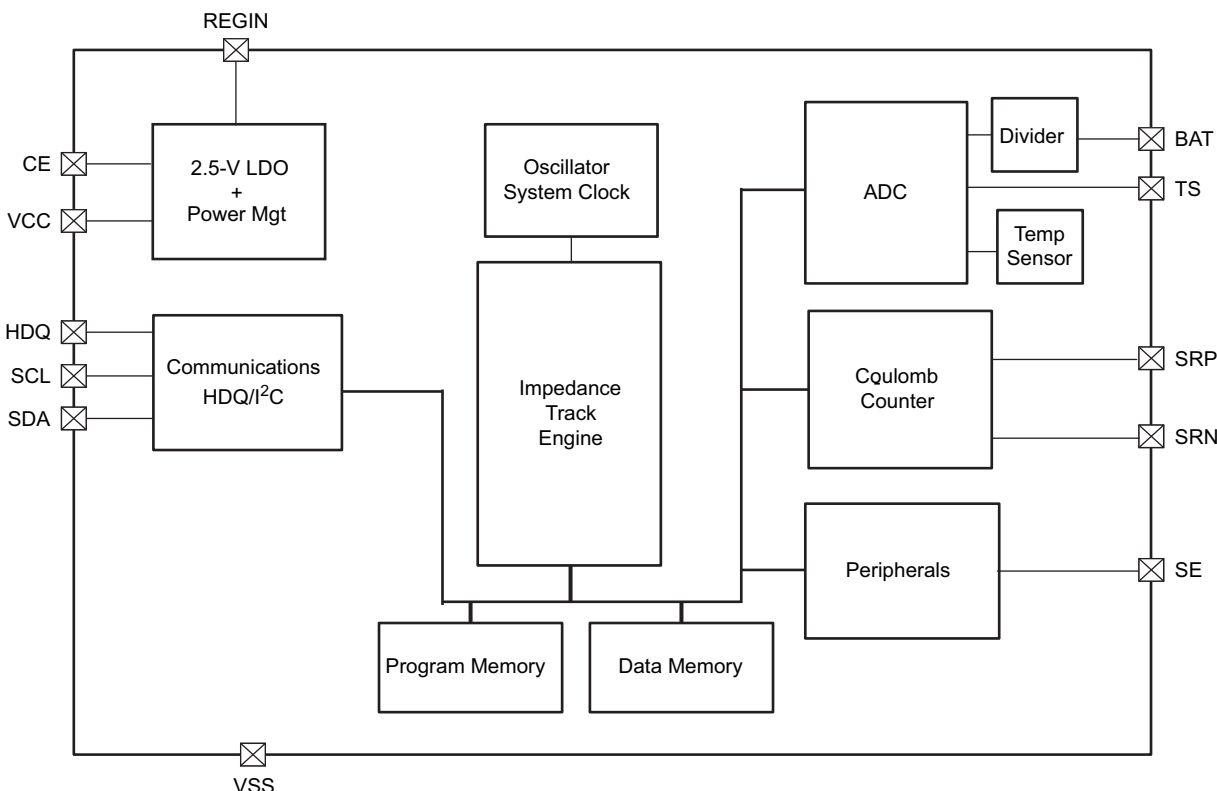 REGIN
CE
VCC
2.5-V LDO
+
Power Mgt
Oscillator
System Clock
ADC
Divider
BAT
TS
Temp
Sensor
HDQ
SCL
SDA
Communications
HDQ/I²C
Impedance
Track
Engine
Coulomb
Counter
SRP
SRN
Peripherals
SE
Program Memory
Data Memory
VSS